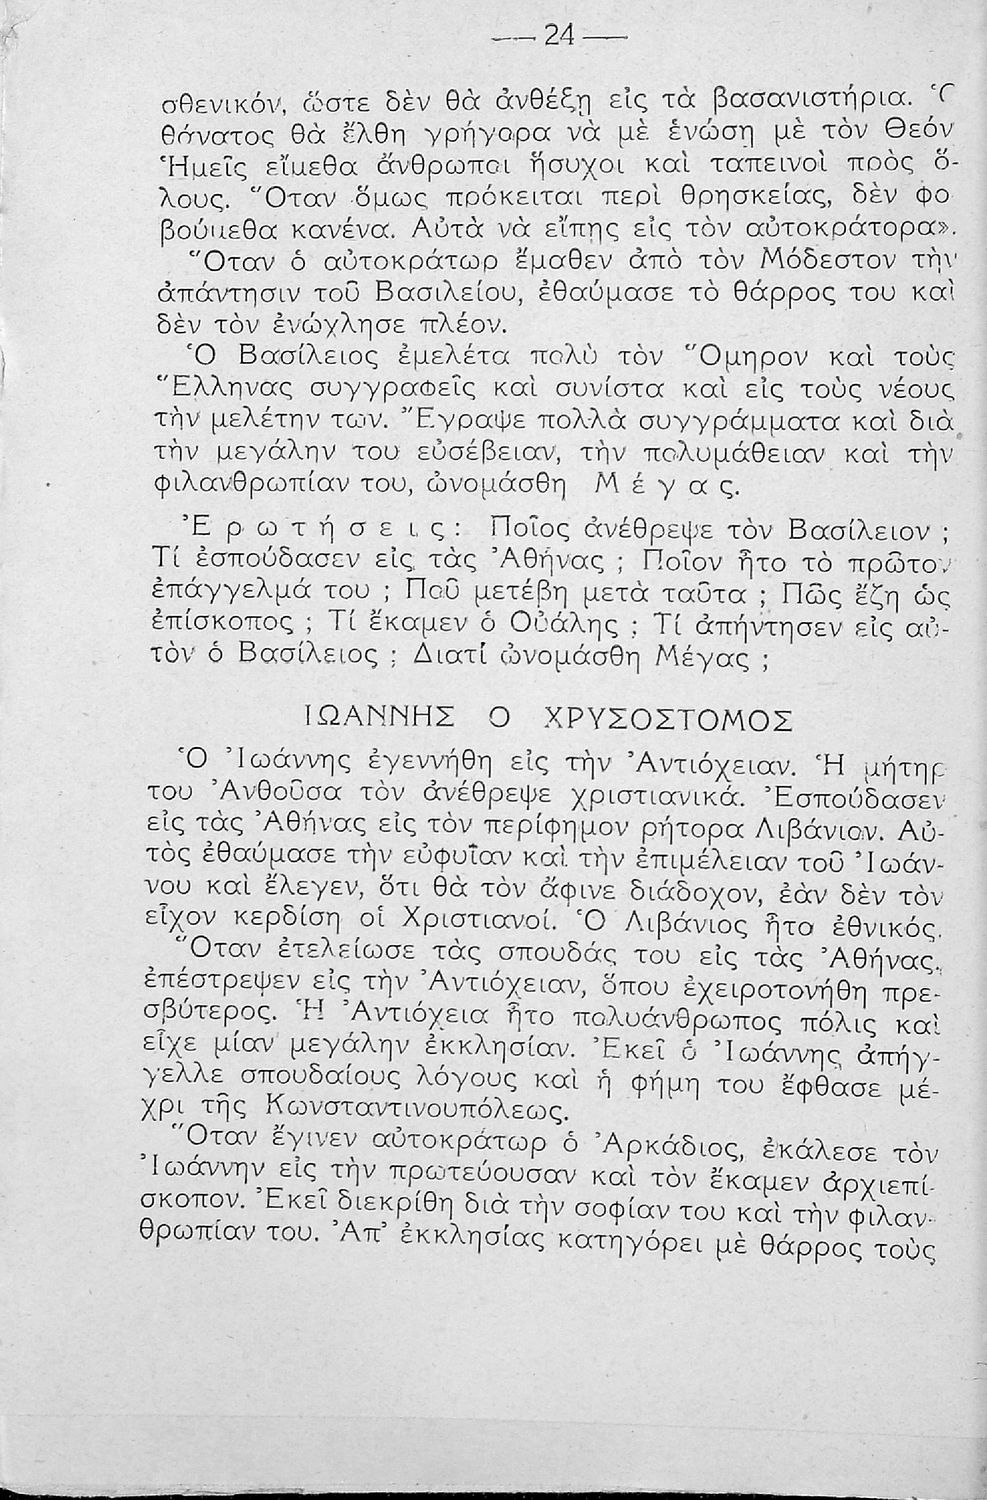 —— 24 ——
σθενικόν, ὥστε δὲν θὰ ἀνθέξῃ εἰς τὰ βασανιστήρια. Ὁ
θάνατος θὰ ἔλθη γρήγορα νὰ μὲ ἑνώσῃ μὲ τὸν Θεόν
Ἡμεῖς εἴμεθα ἄνθρωποι ἥσυχοι καὶ ταπεινοὶ πρὸς ὅ-
λους. Ὅταν ὅμως πρόκειται περὶ θρησκείας, δὲν φο
βούμεθα κανένα. Αὐτὰ νὰ εἴπῃς εἰς τὸν αὐτοκράτορα».
Ὅταν ὁ αὐτοκράτωρ ἔμαθεν ἀπὸ τὸν Μόδεστον τὴν
ἀπάντησιν τοῦ Βασιλείου, ἐθαύμασε τὸ θάρρος του καὶ
δὲν τὸν ἐνώχλησε πλέον.
Ὁ Βασίλειος ἐμελέτα πολὺ τὸν Ὅμηρον καὶ τοὺς
Ἕλληνας συγγραφεῖς καὶ συνίστα καὶ εἰς τοὺς νέους
τὴν μελέτην των. Ἔγραψε πολλὰ συγγράμματα καὶ διὰ
τὴν μεγάλην του εὐσέβειαν, τὴν πολυμάθειαν καὶ τὴν
φιλανθρωπίαν του, ὠνομάσθη Μ έ γ α ς.
Ἐ ρ ω τ ή σ ε ι ς : Ποῖος ἀνέθρεψε τὸν Βασίλειον ;
Τί ἐσπούδασεν εἰς τὰς Ἀθήνας ; Ποῖον ἦτο τὸ πρῶτον
ἐπάγγελμά του ; Ποῦ μετέβη μετὰ ταῦτα ; Πῶς ἔζη ὡς
ἐπίσκοπος ; Τί ἔκαμεν ὁ Οὐάλης ; Τί ἀπήντησεν εἰς αὐ-
τὸν ὁ Βασίλειος ; Διατί ὠνομάσθη Μέγας ;
ΙΩΑΝΝΗΣ Ο ΧΡΥΣΟΣΤΟΜΟΣ
Ὁ Ἰωάννης ἐγεννήθη εἰς τὴν Ἀντιόχειαν. Ἡ μήτηρ
του Ἀνθοῦσα τὸν ἀνέθρεψε χριστιανικά. Ἐσπούδασεν
εἰς τὰς Ἀθήνας εἰς τὸν περίφημον ρήτορα Λιβάνιον. Αὐ-
τὸς ἐθαύμασε τὴν εὐφυΐαν καὶ τὴν ἐπιμέλειαν τοῦ Ἰωάν-
νου καὶ ἔλεγεν, ὅτι θὰ τὸν ἄφινε διάδοχον, ἐὰν δὲν τὸν
εἶχον κερδίση οἱ Χριστιανοί. Ὁ Λιβάνιος ἦτο ἐθνικός.
Ὅταν ἐτελείωσε τὰς σπουδάς του εἰς τὰς Ἀθήνας,
ἐπέστρεψεν εἰς τὴν Ἀντιόχειαν, ὅπου ἐχειροτονήθη πρε-
σβύτερος. Ἡ Ἀντιόχεια ἦτο πολυάνθρωπος πόλις καὶ
εἶχε μίαν μεγάλην ἐκκλησίαν. Ἐκεῖ ὁ Ἰωάννης ἀπήγ-
γελλε σπουδαίους λόγους καὶ ἡ φήμη του ἔφθασε μέ-
χρι τῆς Κωνσταντινουπόλεως.
Ὅταν ἔγινεν αὐτοκράτωρ ὁ Ἀρκάδιος, ἐκάλεσε τὸν
Ἰωάννην εἰς τὴν πρωτεύουσαν καὶ τὸν ἔκαμεν ἀρχιεπί-
σκοπον. Ἐκεῖ διεκρίθη διὰ τὴν σοφίαν του καὶ τὴν φιλαν-
θρωπίαν του. Ἀπ’ ἐκκλησίας κατηγόρει μὲ θάρρος τοὺς